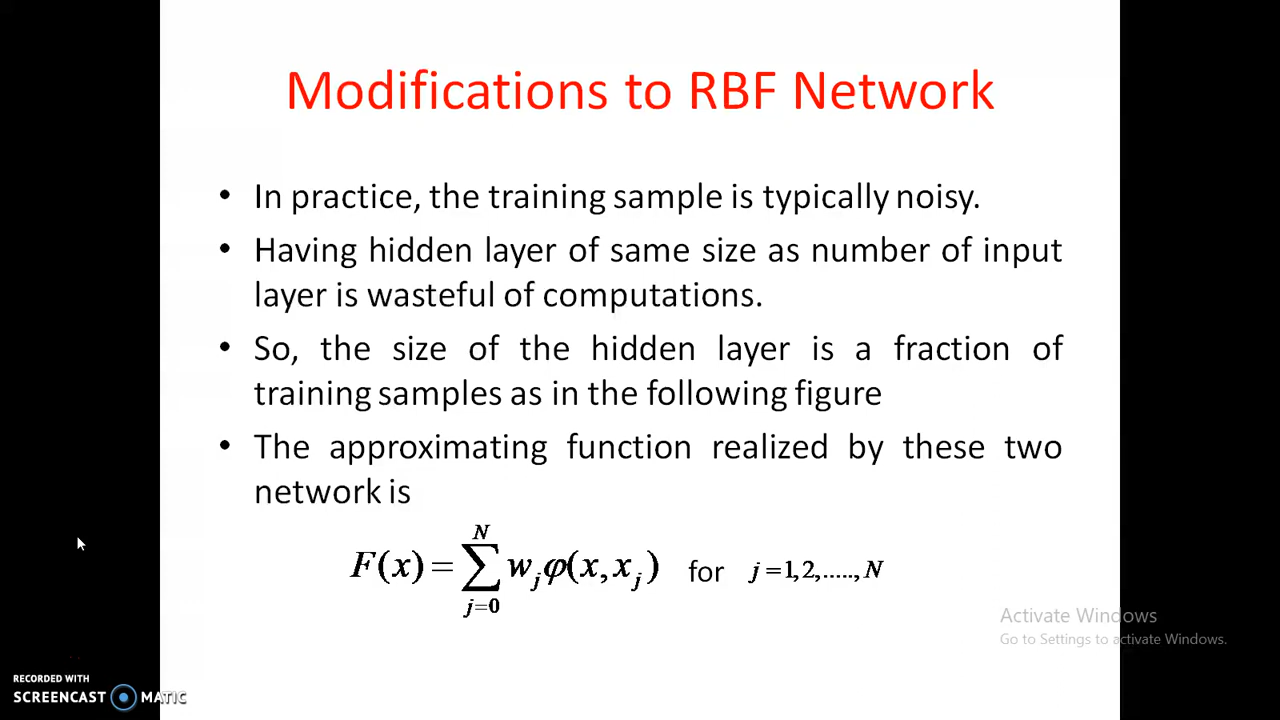 Modifications to RBF Network
• In practice, the training sample is typically noisy.
• Having hidden layer of same size as number of input
layer is wasteful of computations.
• So, the size of the hidden layer is a fraction of
training samples as in the following figure
• The approximating function realized by these two
network is
F(x) = \sum_{j=0}^{N} w_j φ(x, x_j) for j = 1, 2, ....., N
Activate Windows
Go to Settings to activate Windows.
RECORDED WITH
SCREENCAST MATIC